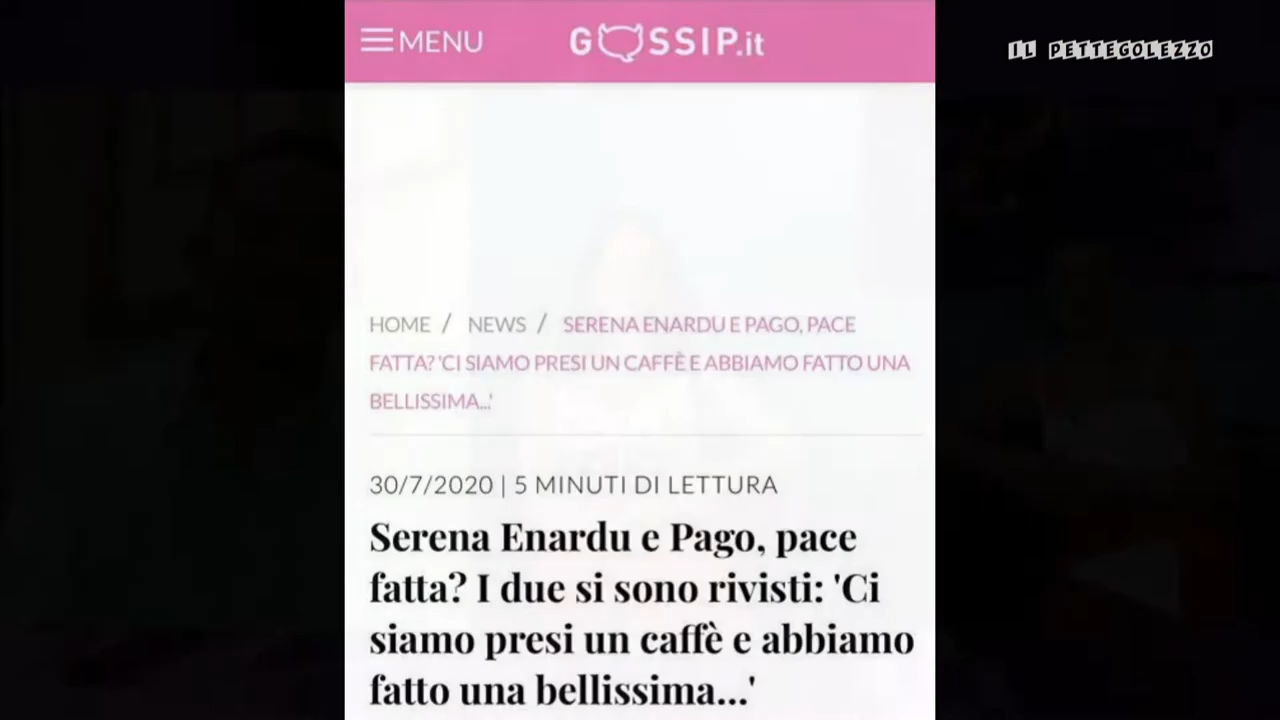 MENU
GOSSIP.it
IL PETTEGOLEZZO
HOME / NEWS / SERENA ENARDU E PAGO, PACE
FATTA? 'CI SIAMO PRESI UN CAFFÈ E ABBIAMO FATTO UNA
BELLISSIMA...'
30/7/2020 | 5 MINUTI DI LETTURA
Serena Enardu e Pago, pace
fatta? I due si sono rivisti: 'Ci
siamo presi un caffè e abbiamo
fatto una bellissima...'